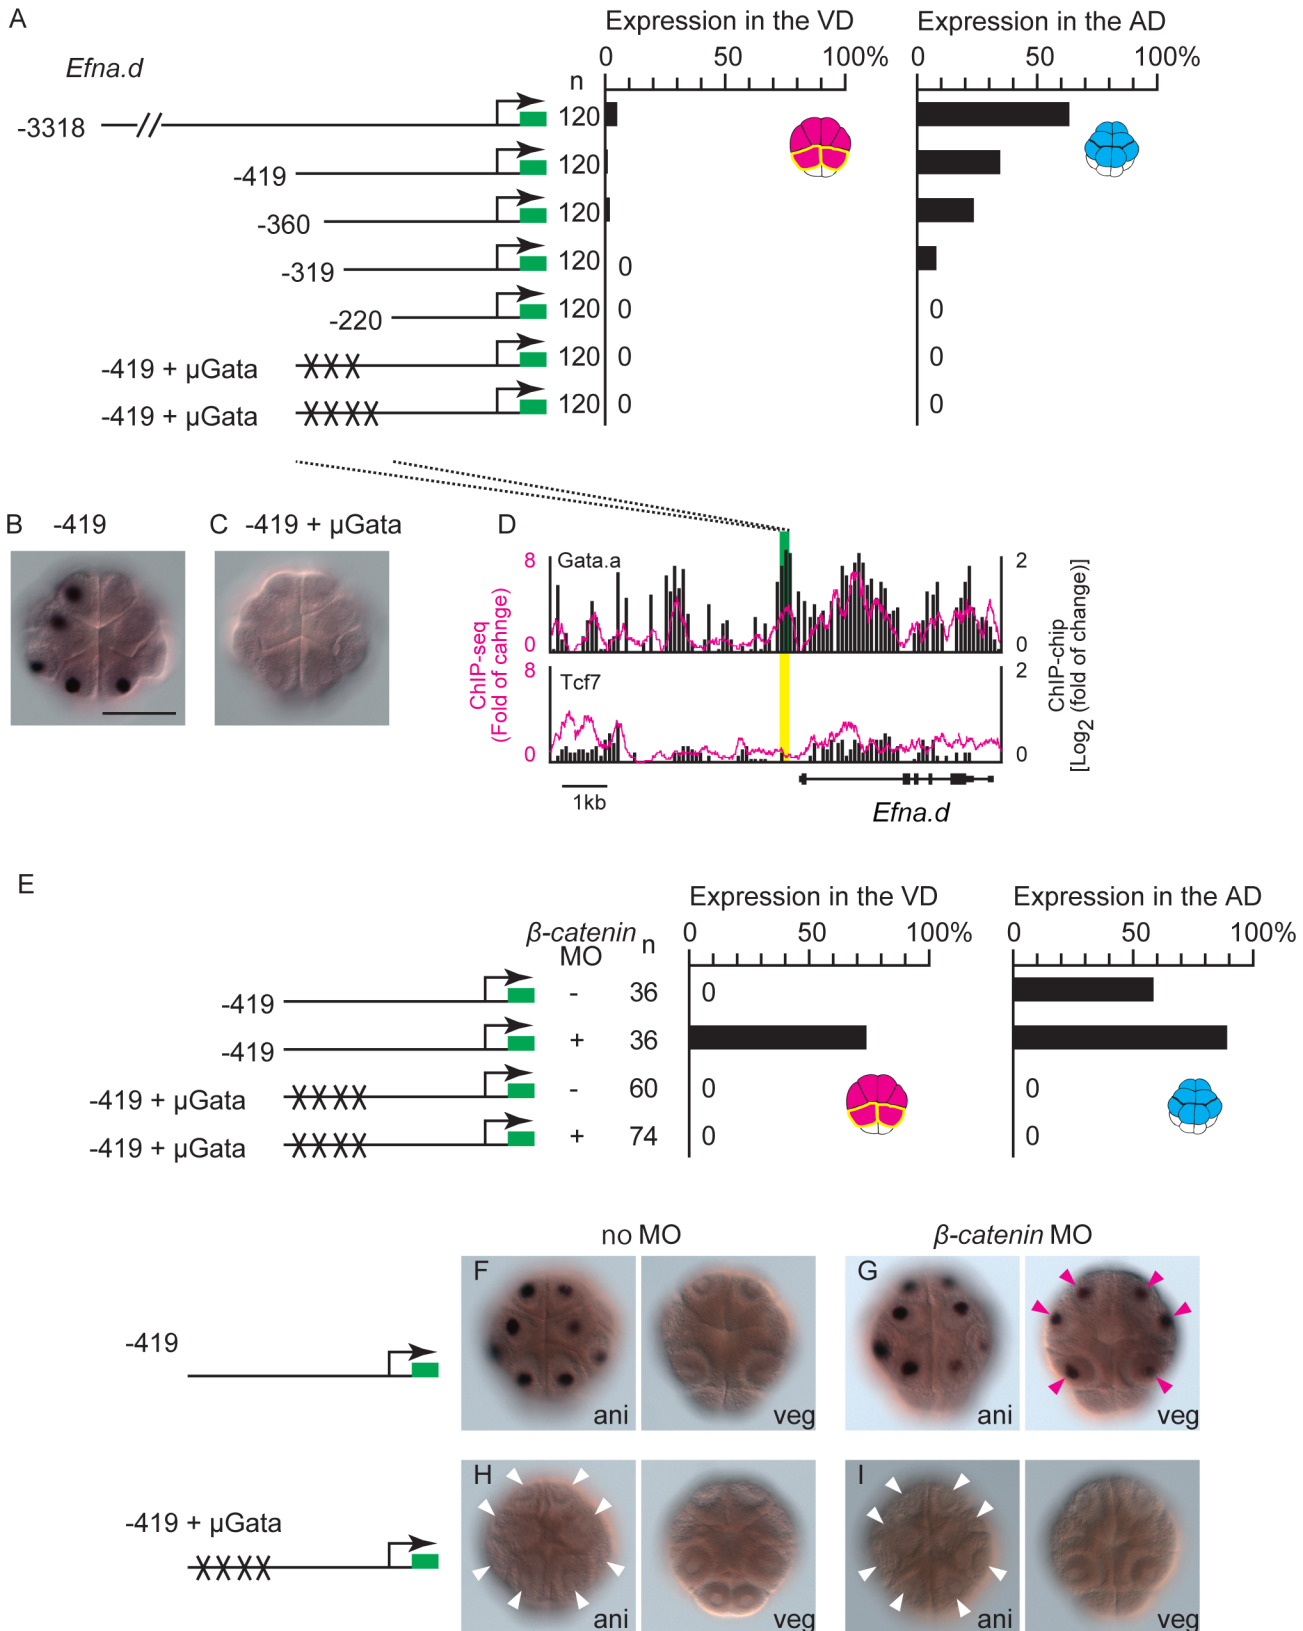 A
Expression in the VD
Expression in the AD
0 50 100%
0 50 100%
Efna.d
n
-3318
120
-419
120
-360
120
-319
120 0
-220
120 0 0
-419 + µGata
120 0 0
-419 + µGata
120 0 0
B -419
C -419 + µGata
D
8
0
Gata.a
2
0
8
0
Tcf7
2
0
ChIP-seq
(Fold of cahnge)
ChIP-chip
[Log2 (fold of change)]
1kb
Efna.d
E
Expression in the VD
Expression in the AD
0 50 100%
0 50 100%
β-catenin
MO
n
-419 - 36 0
-419 + 36
-419 + µGata - 60 0 0
-419 + µGata + 74 0 0
no MO
β-catenin MO
-419
F
ani
veg
G
ani
veg
-419 + µGata
H
ani
veg
I
ani
veg